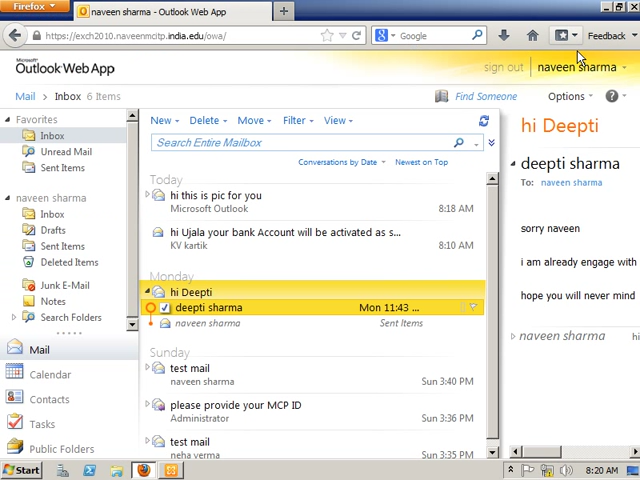 Firefox
naveen sharma - Outlook Web App
https://exch2010.naveenmcitp.india.edu/owa/
Google
Feedback
Microsoft
Outlook Web App
sign out
naveen sharma
Mail
Inbox 6 Items
Find Someone
Options
Favorites
Inbox
Unread Mail
Sent Items
naveen sharma
Inbox
Drafts
Sent Items
Deleted Items
Junk E-Mail
Notes
Search Folders
Mail
Calendar
Contacts
Tasks
Public Folders
New Delete Move Filter View
Search Entire Mailbox
Conversations by Date Newest on Top
Today
hi this is pic for you
Microsoft Outlook 8:18 AM
hi Ujala your bank Account will be activated as s...
KV kartik 8:10 AM
Monday
hi Deepti
deepti sharma Mon 11:43 ...
naveen sharma Sent Items
Sunday
test mail
naveen sharma Sun 3:40 PM
please provide your MCP ID
Administrator Sun 3:36 PM
test mail
neha verma Sun 3:35 PM
hi Deepti
deepti sharma
To: naveen sharma
sorry naveen
i am already engage with
hope you will never mind
naveen sharma
Start
8:20 AM